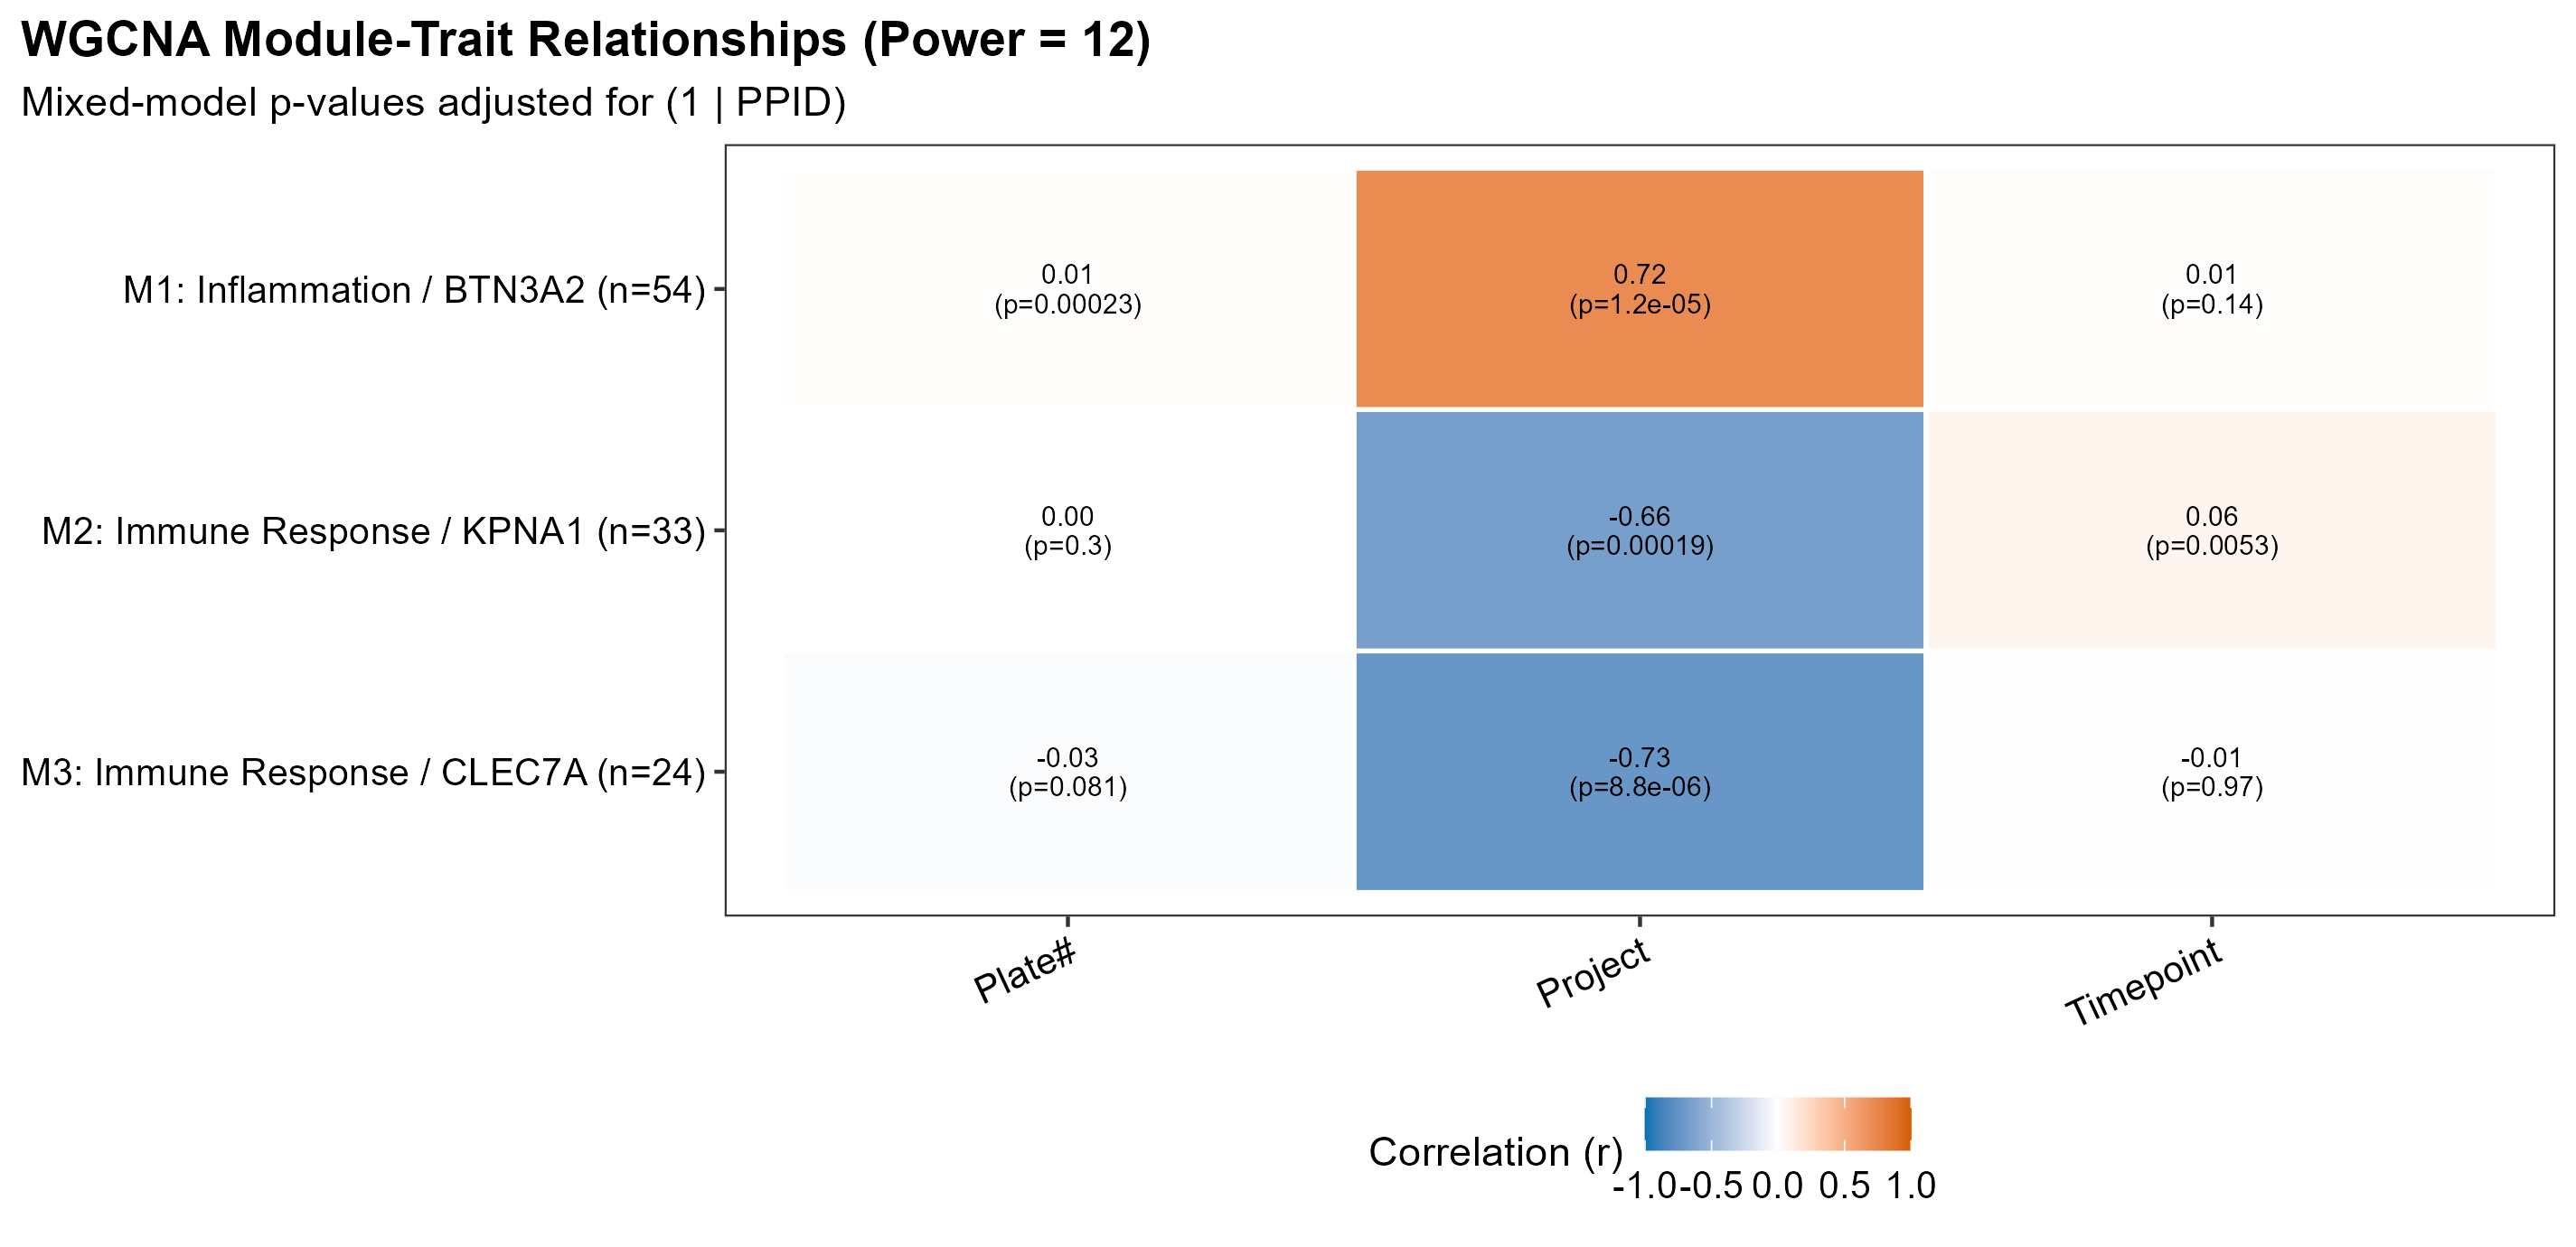 WGCNA Module-Trait Relationships (Power = 12)
Mixed-model p-values adjusted for (1 | PPID)
M1: Inflammation / BTN3A2 (n=54)
0.01
(p=0.00023)
0.72
(p=1.2e-05)
0.01
(p=0.14)
M2: Immune Response / KPNA1 (n=33)
0.00
(p=0.3)
-0.66
(p=0.00019)
0.06
(p=0.0053)
M3: Immune Response / CLEC7A (n=24)
-0.03
(p=0.081)
-0.73
(p=8.8e-06)
-0.01
(p=0.97)
Plate#
Project
Timepoint
Correlation (r)
-1.0 -0.5 0.0 0.5 1.0